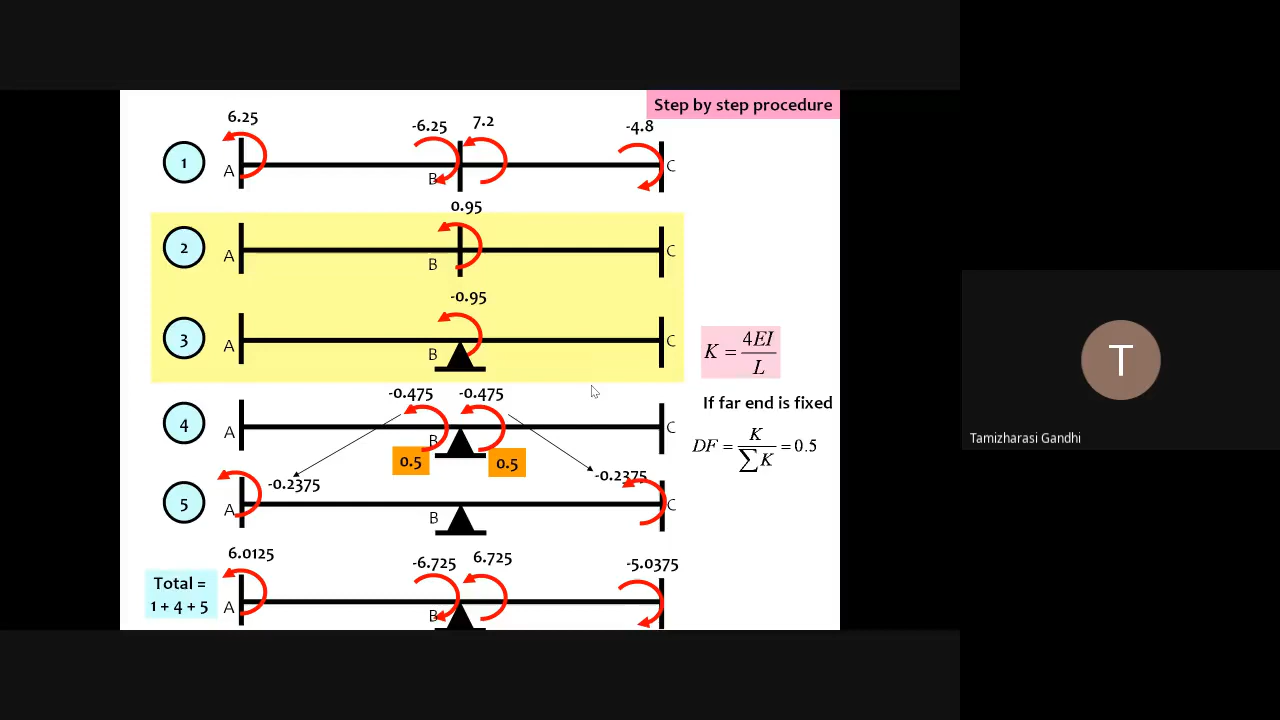 Step by step procedure
6.25
-6.25
7.2
-4.8
1
A
B
C
0.95
2
A
B
C
-0.95
3
A
B
C
K = 4EI / L
-0.475
-0.475
If far end is fixed
4
A
B
C
0.5
0.5
DF = K / ∑K = 0.5
-0.2375
-0.2375
5
A
B
C
6.0125
-6.725
6.725
-5.0375
Total =
1 + 4 + 5
A
B
T
Tamizharasi Gandhi